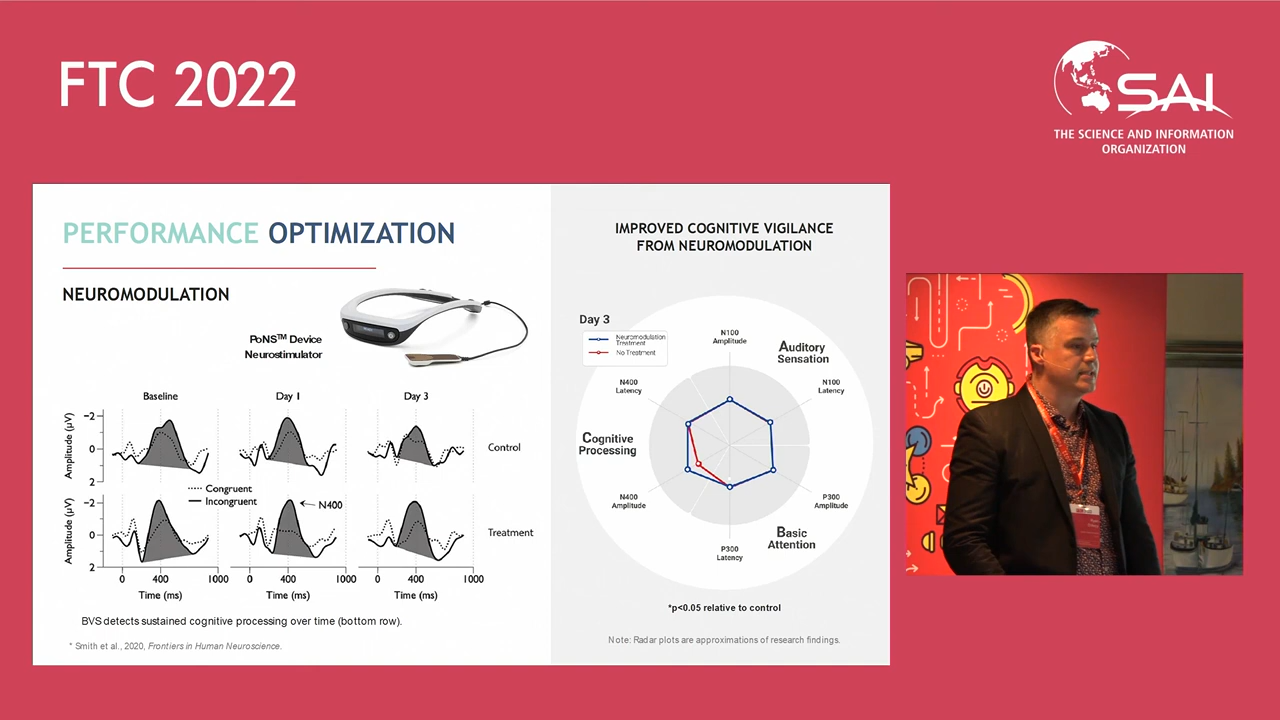 FTC 2022
SAI
THE SCIENCE AND INFORMATION
ORGANIZATION
PERFORMANCE OPTIMIZATION
NEUROMODULATION
PoNS™ Device
Neurostimulator
Baseline
Day 1
Day 3
Amplitude (µV)
−2
0
2
Control
Congruent
Incongruent
N400
Amplitude (µV)
−2
0
2
Treatment
0 400 1000
0 400 1000
0 400 1000
Time (ms)
Time (ms)
Time (ms)
BVS detects sustained cognitive processing over time (bottom row).
* Smith et al., 2020, Frontiers in Human Neuroscience.
IMPROVED COGNITIVE VIGILANCE
FROM NEUROMODULATION
Day 3
Neuromodulation
Treatment
No Treatment
N100
Amplitude
Auditory
Sensation
N400
Latency
N100
Latency
Cognitive
Processing
N400
Amplitude
P300
Amplitude
Basic
Attention
P300
Latency
*p<0.05 relative to control
Note: Radar plots are approximations of research findings.